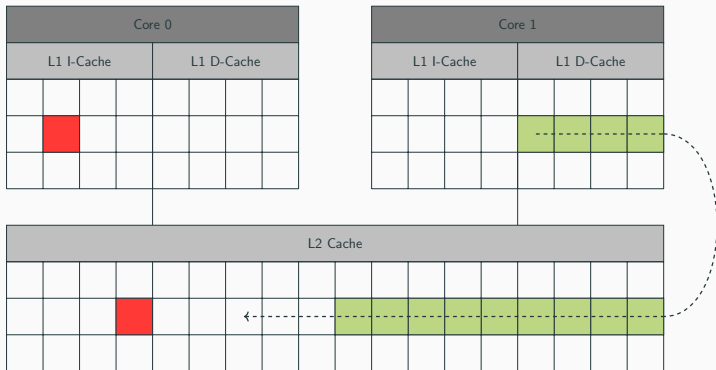 Core 0
Core 1
L1 I-Cache
L1 D-Cache
L1 I-Cache
L1 D-Cache
L2 Cache